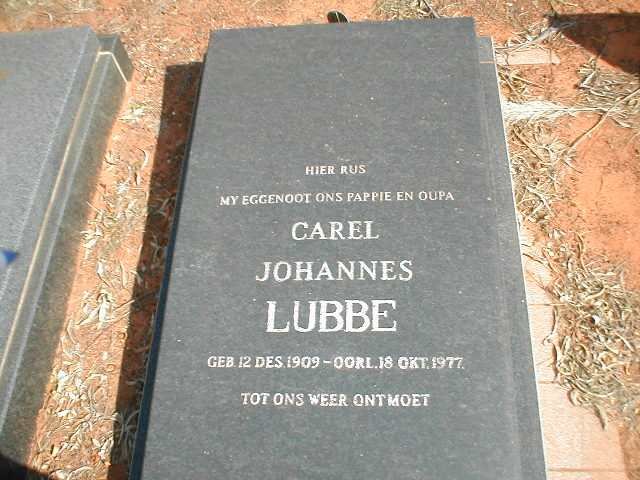 HIER RUS
MY EGGENOOT ONS PAPPIE EN OUPA
CAREL
JOHANNES
LUBBE
GEB. 12 DES. 1909 – OORL. 18 OKT. 1977.
TOT ONS WEER ONTMOET